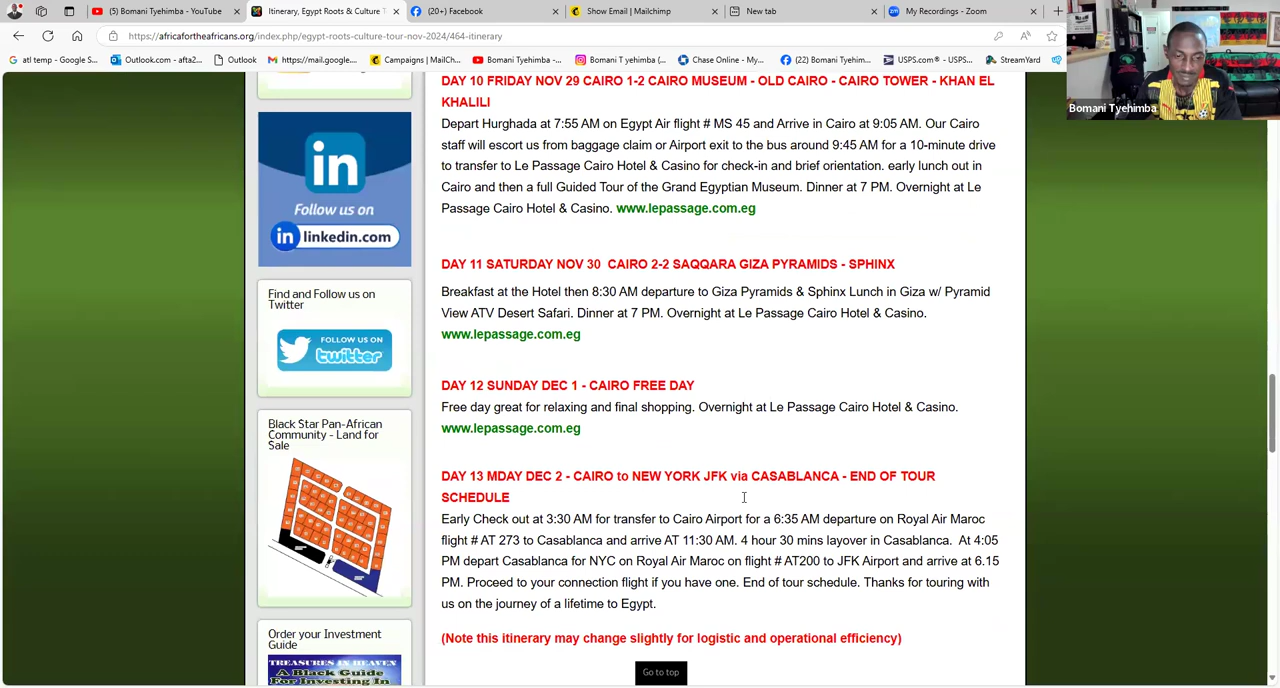 (5) Bomani Tyehimba - YouTube
Itinerary, Egypt Roots & Culture T
(20+) Facebook
Show Email | Mailchimp
New tab
My Recordings - Zoom
https://africafortheafricans.org/index.php/egypt-roots-culture-tour-nov-2024/464-itinerary
atl temp - Google S...
Outlook.com - afta2...
Outlook
https://mail.google....
Campaigns | MailCh...
Bomani Tyehimba -...
Bomani T yehimba (...
Chase Online - My...
(22) Bomani Tyehim...
USPS.com® - USPS...
StreamYard
Bomani Tyehimba
in
Follow us on
in linkedin.com
Find and Follow us on
Twitter
FOLLOW US ON
twitter
Black Star Pan-African
Community - Land for
Sale
Order your Investment
Guide
TREASURES IN HEAVEN
A Black Guide
For Investing In
DAY 10 FRIDAY NOV 29 CAIRO 1-2 CAIRO MUSEUM - OLD CAIRO - CAIRO TOWER - KHAN EL
KHALILI
Depart Hurghada at 7:55 AM on Egypt Air flight # MS 45 and Arrive in Cairo at 9:05 AM. Our Cairo
staff will escort us from baggage claim or Airport exit to the bus around 9:45 AM for a 10-minute drive
to transfer to Le Passage Cairo Hotel & Casino for check-in and brief orientation. early lunch out in
Cairo and then a full Guided Tour of the Grand Egyptian Museum. Dinner at 7 PM. Overnight at Le
Passage Cairo Hotel & Casino. www.lepassage.com.eg
DAY 11 SATURDAY NOV 30 CAIRO 2-2 SAQQARA GIZA PYRAMIDS - SPHINX
Breakfast at the Hotel then 8:30 AM departure to Giza Pyramids & Sphinx Lunch in Giza w/ Pyramid
View ATV Desert Safari. Dinner at 7 PM. Overnight at Le Passage Cairo Hotel & Casino.
www.lepassage.com.eg
DAY 12 SUNDAY DEC 1 - CAIRO FREE DAY
Free day great for relaxing and final shopping. Overnight at Le Passage Cairo Hotel & Casino.
www.lepassage.com.eg
DAY 13 MDAY DEC 2 - CAIRO to NEW YORK JFK via CASABLANCA - END OF TOUR
SCHEDULE
Early Check out at 3:30 AM for transfer to Cairo Airport for a 6:35 AM departure on Royal Air Maroc
flight # AT 273 to Casablanca and arrive AT 11:30 AM. 4 hour 30 mins layover in Casablanca. At 4:05
PM depart Casablanca for NYC on Royal Air Maroc on flight # AT200 to JFK Airport and arrive at 6.15
PM. Proceed to your connection flight if you have one. End of tour schedule. Thanks for touring with
us on the journey of a lifetime to Egypt.
(Note this itinerary may change slightly for logistic and operational efficiency)
Go to top